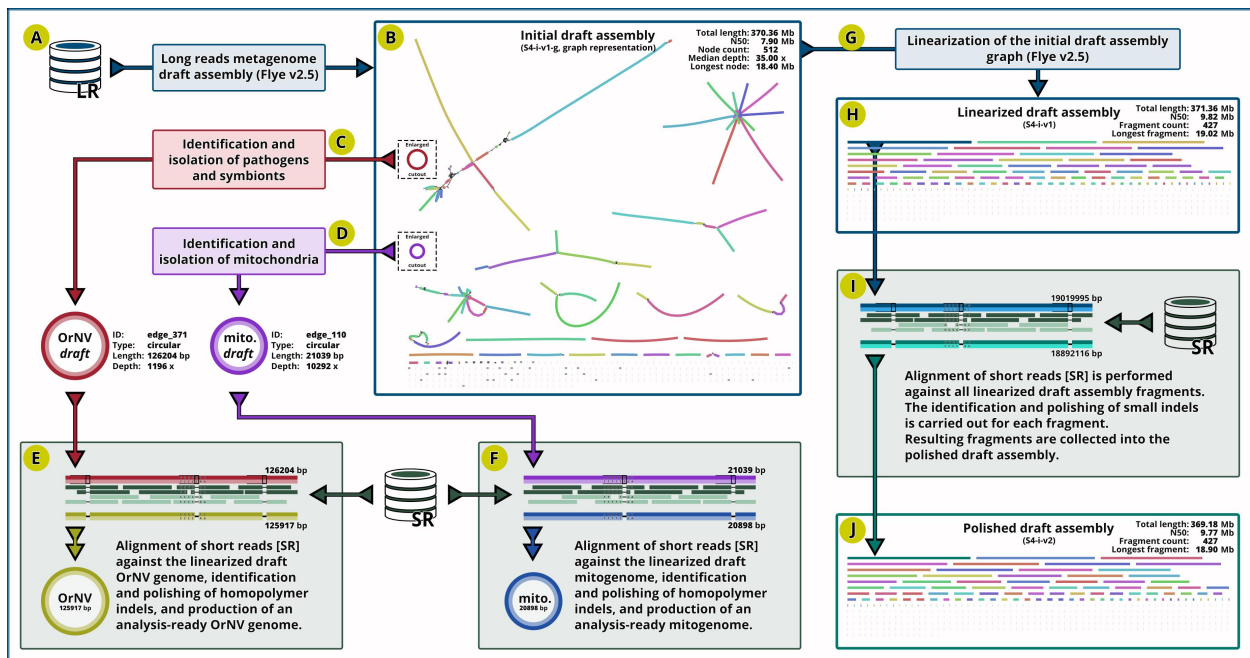 A
LR
Long reads metagenome
draft assembly (Flye v2.5)
B
Initial draft assembly
(S4-i-v1-g, graph representation)
Total length: 370.36 Mb
N50: 7.90 Mb
Node count: 512
Median depth: 35.00 x
Longest node: 18.40 Mb
Enlarged
cutout
Enlarged
cutout
C
Identification and
isolation of pathogens
and symbionts
D
Identification and
isolation of mitochondria
OrNV
draft
ID: edge_371
Type: circular
Length: 126204 bp
Depth: 1196 x
mito.
draft
ID: edge_110
Type: circular
Length: 21039 bp
Depth: 10292 x
E
126204 bp
125917 bp
Alignment of short reads [SR]
against the linearized draft
OrNV genome, identification
and polishing of homopolymer
indels, and production of an
analysis-ready OrNV genome.
OrNV
125917 bp
SR
F
21039 bp
20898 bp
Alignment of short reads [SR]
against the linearized draft
mitogenome, identification
and polishing of homopolymer
indels, and production of an
analysis-ready mitogenome.
mito.
20898 bp
G
Linearization of the initial draft assembly
graph (Flye v2.5)
H
Linearized draft assembly
(S4-i-v1)
Total length: 371.36 Mb
N50: 9.82 Mb
Fragment count: 427
Longest fragment: 19.02 Mb
I
19019995 bp
18892116 bp
SR
Alignment of short reads [SR] is performed
against all linearized draft assembly fragments.
The identification and polishing of small indels
is carried out for each fragment.
Resulting fragments are collected into the
polished draft assembly.
J
Polished draft assembly
(S4-i-v2)
Total length: 369.18 Mb
N50: 9.77 Mb
Fragment count: 427
Longest fragment: 18.90 Mb